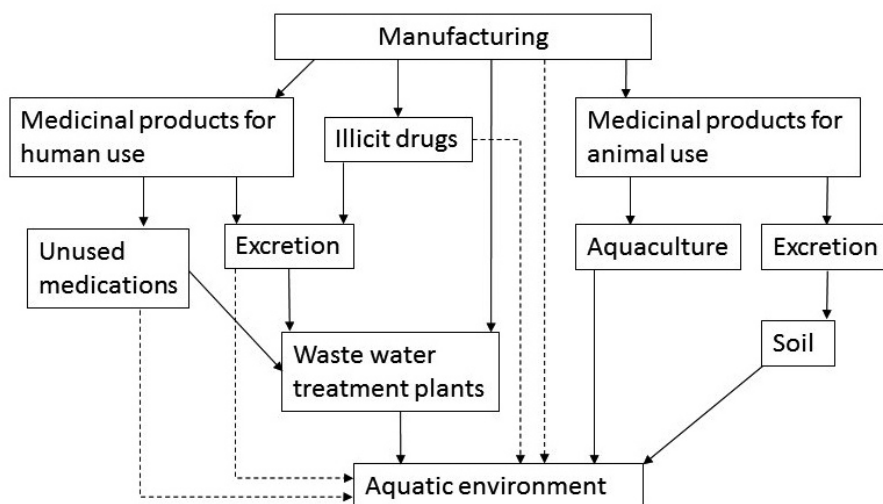 Manufacturing
Medicinal products for
human use
Illicit drugs
Medicinal products for
animal use
Unused
medications
Excretion
Aquaculture
Excretion
Waste water
treatment plants
Soil
Aquatic environment